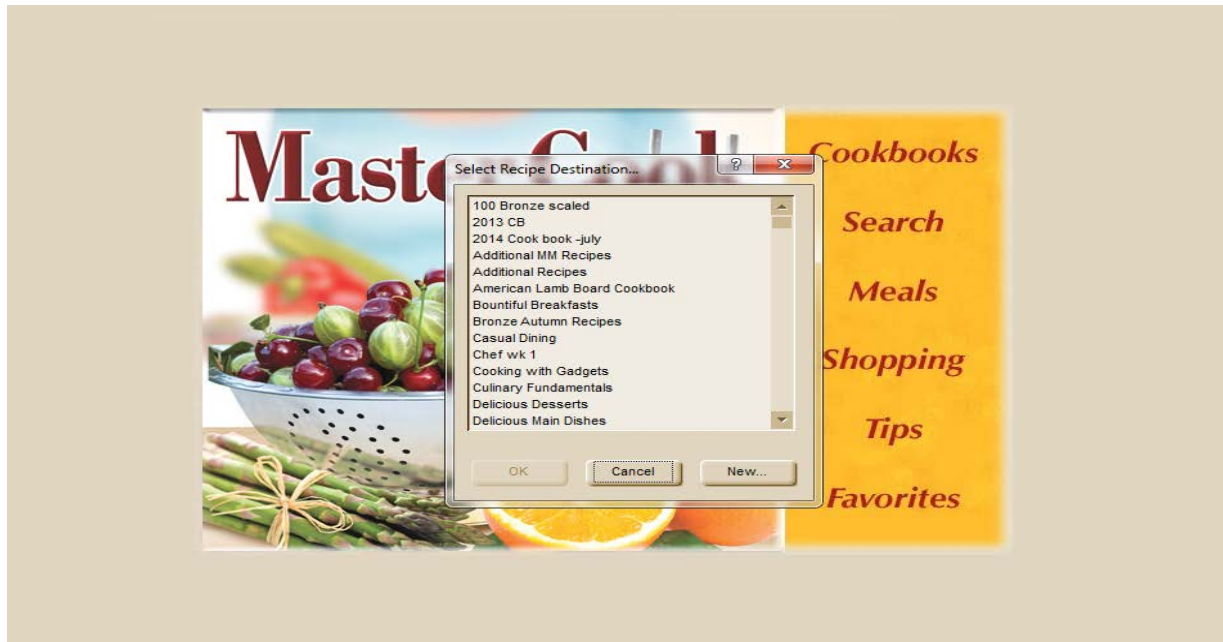 Select Recipe Destination...
100 Bronze scaled
2013 CB
2014 Cook book -july
Additional MM Recipes
Additional Recipes
American Lamb Board Cookbook
Bountiful Breakfasts
Bronze Autumn Recipes
Casual Dining
Chef wk 1
Cooking with Gadgets
Culinary Fundamentals
Delicious Desserts
Delicious Main Dishes
OK
Cancel
New...
Cookbooks
Search
Meals
Shopping
Tips
Favorites